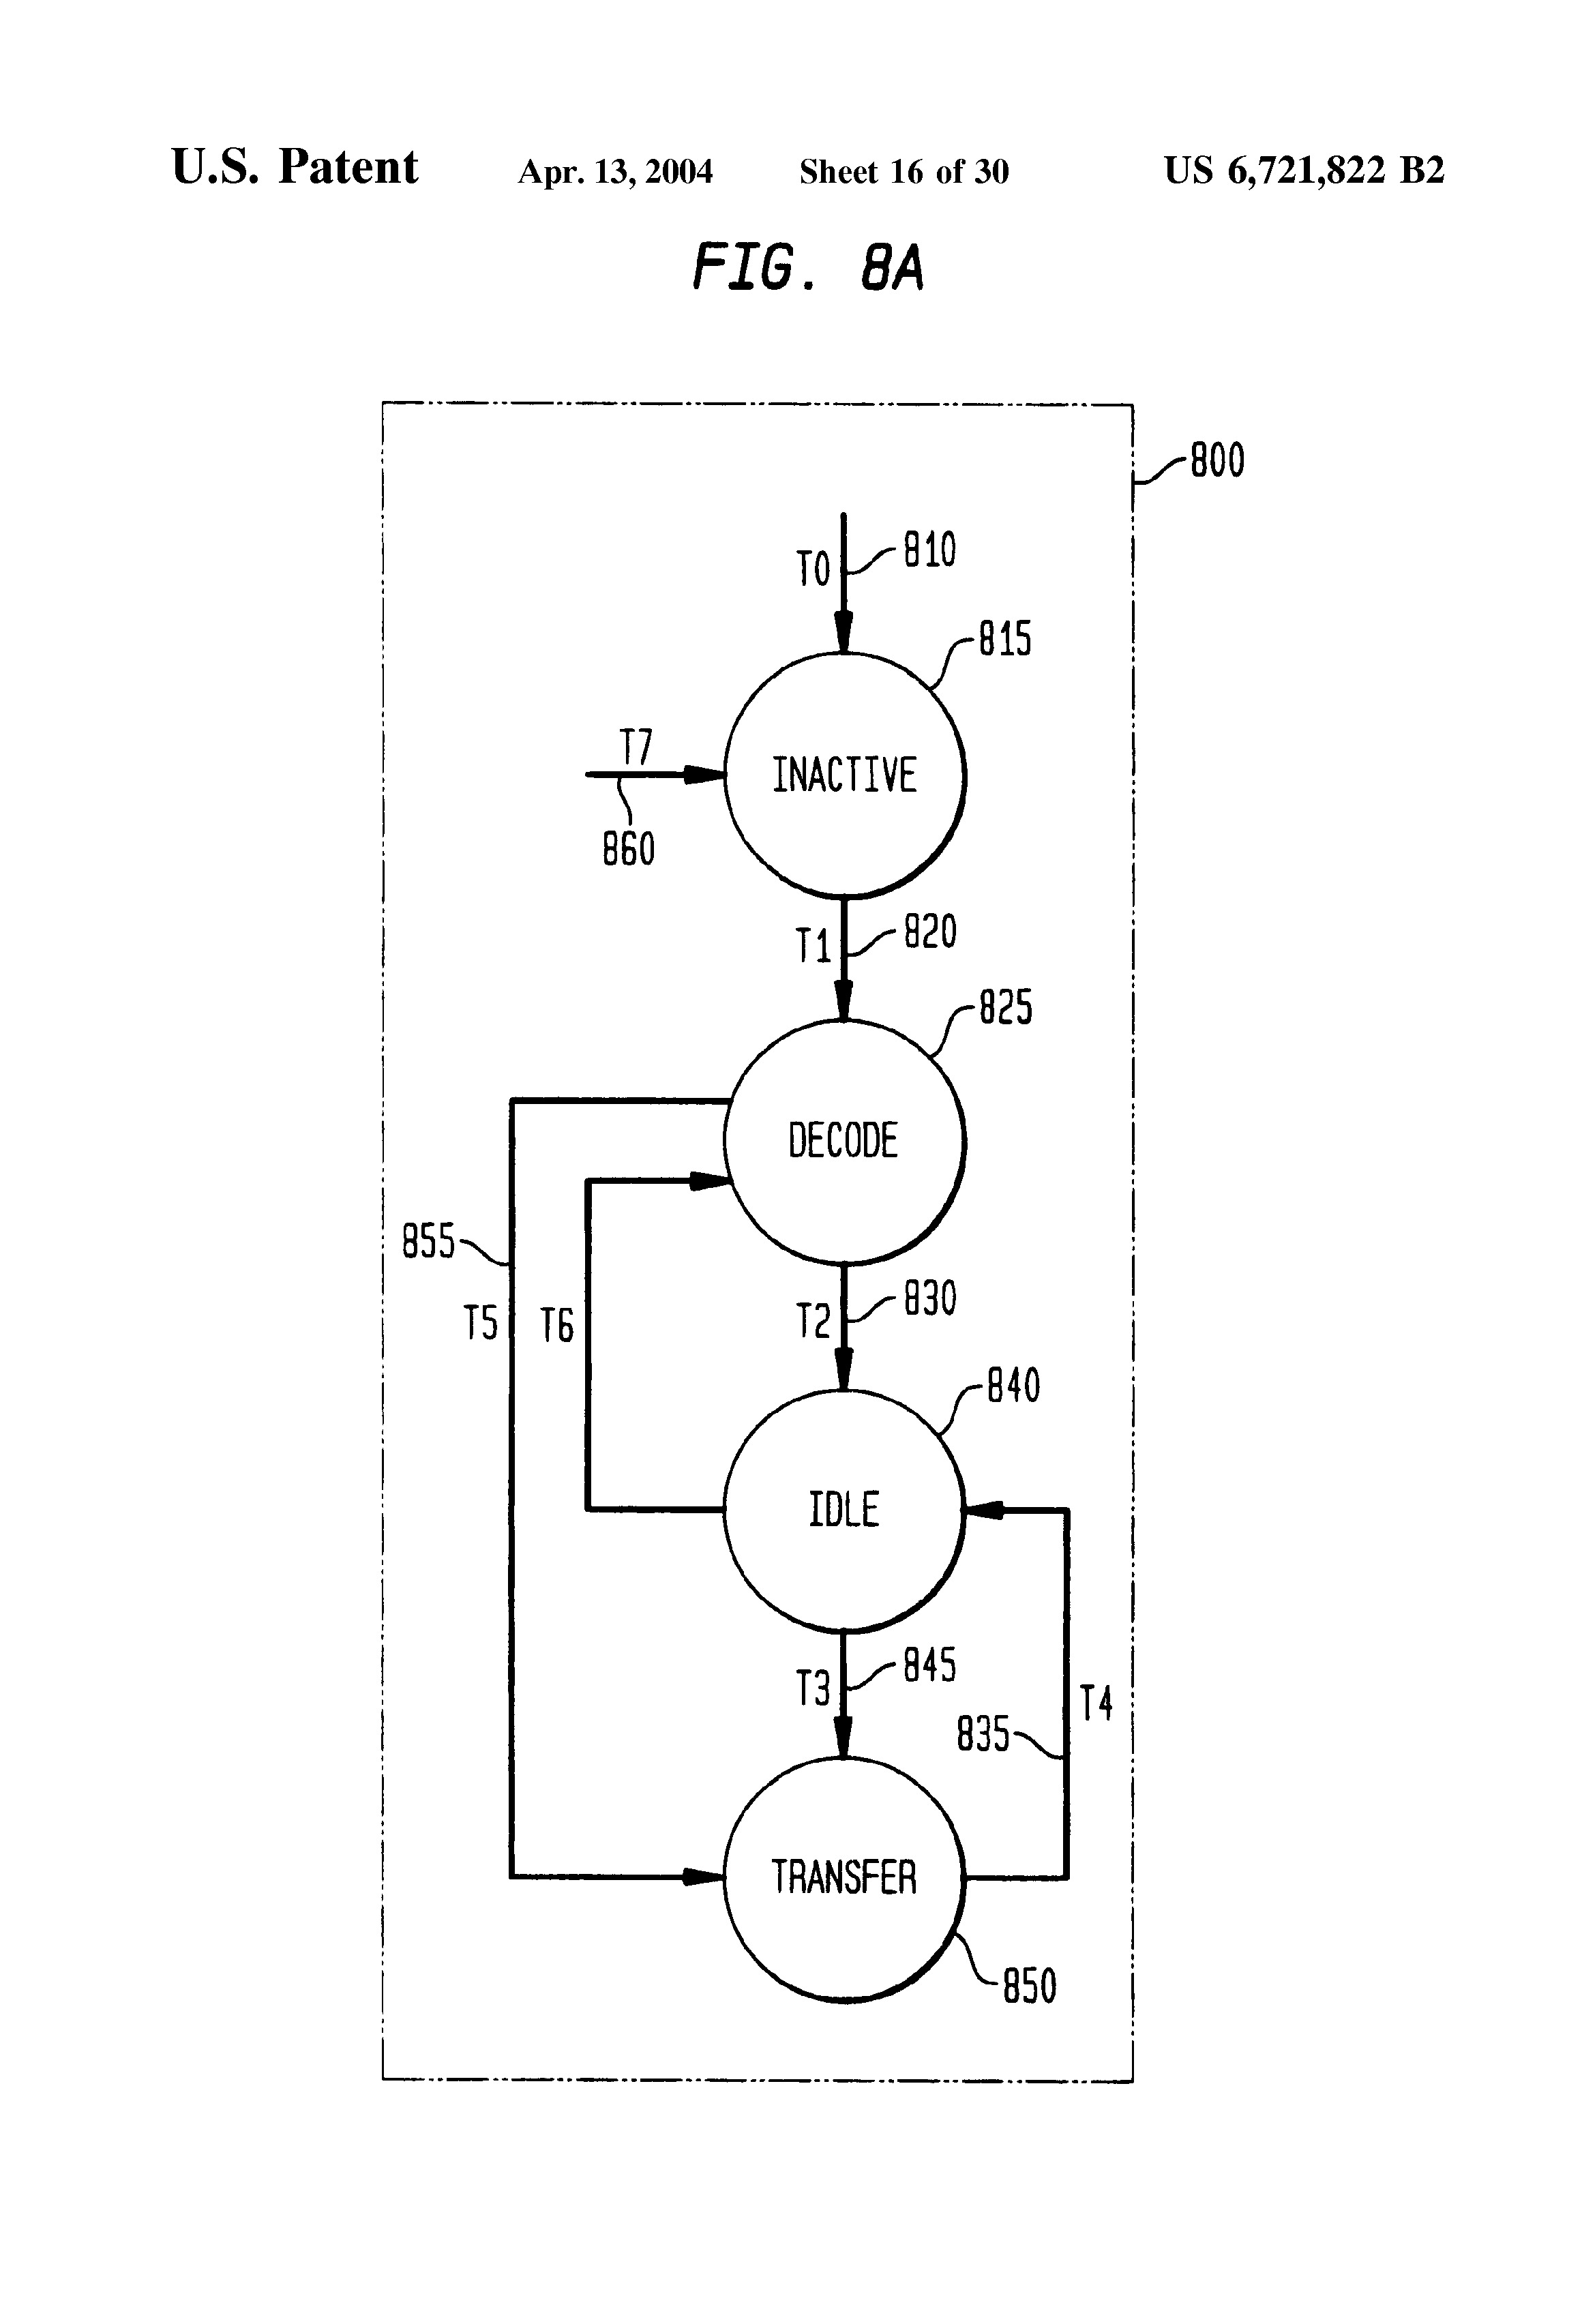 U.S. Patent Apr. 13, 2004 Sheet 16 of 30 US 6,721,822 B2
FIG. 8A
800
T0 810
815
T7
INACTIVE
860
T1 820
825
DECODE
855
T5 T6 T2 830
840
IDLE
T3 845
T4
835
TRANSFER
850